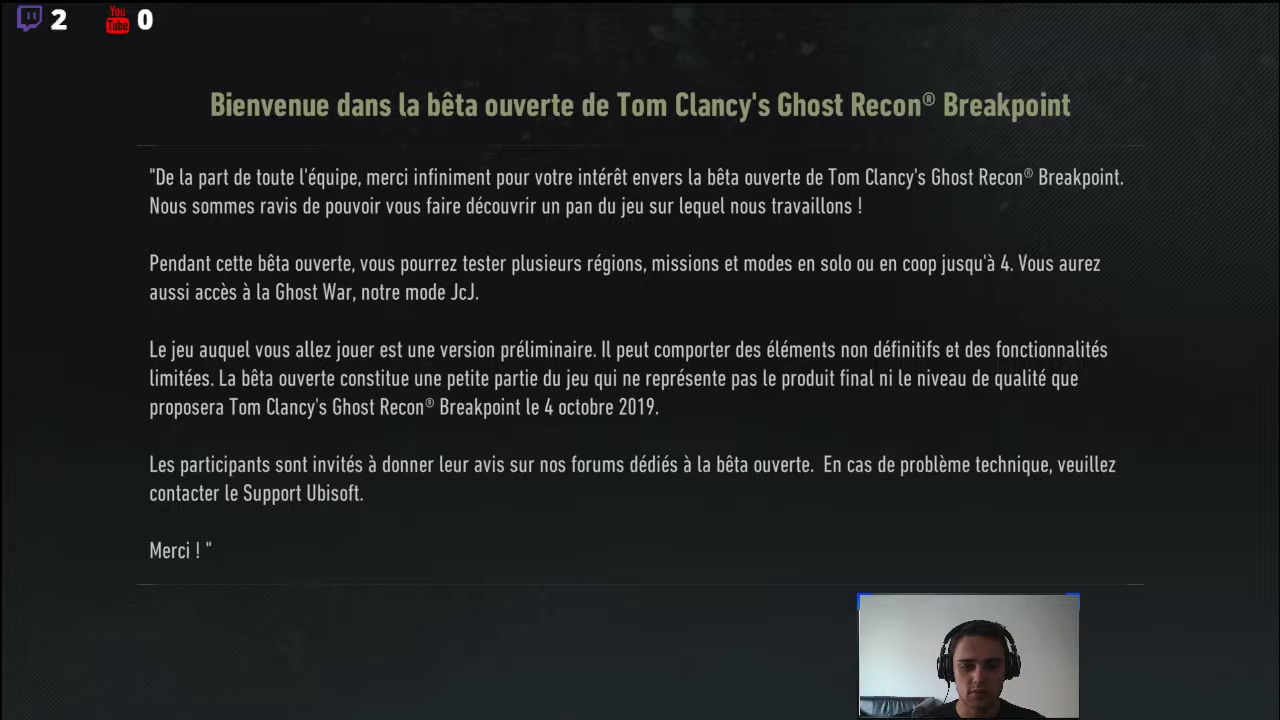 2
You Tube 0
Bienvenue dans la bêta ouverte de Tom Clancy's Ghost Recon® Breakpoint
"De la part de toute l'équipe, merci infiniment pour votre intérêt envers la bêta ouverte de Tom Clancy's Ghost Recon® Breakpoint.
Nous sommes ravis de pouvoir vous faire découvrir un pan du jeu sur lequel nous travaillons !
Pendant cette bêta ouverte, vous pourrez tester plusieurs régions, missions et modes en solo ou en coop jusqu'à 4. Vous aurez
aussi accès à la Ghost War, notre mode JcJ.
Le jeu auquel vous allez jouer est une version préliminaire. Il peut comporter des éléments non définitifs et des fonctionnalités
limitées. La bêta ouverte constitue une petite partie du jeu qui ne représente pas le produit final ni le niveau de qualité que
proposera Tom Clancy's Ghost Recon® Breakpoint le 4 octobre 2019.
Les participants sont invités à donner leur avis sur nos forums dédiés à la bêta ouverte.  En cas de problème technique, veuillez
contacter le Support Ubisoft.
Merci ! "